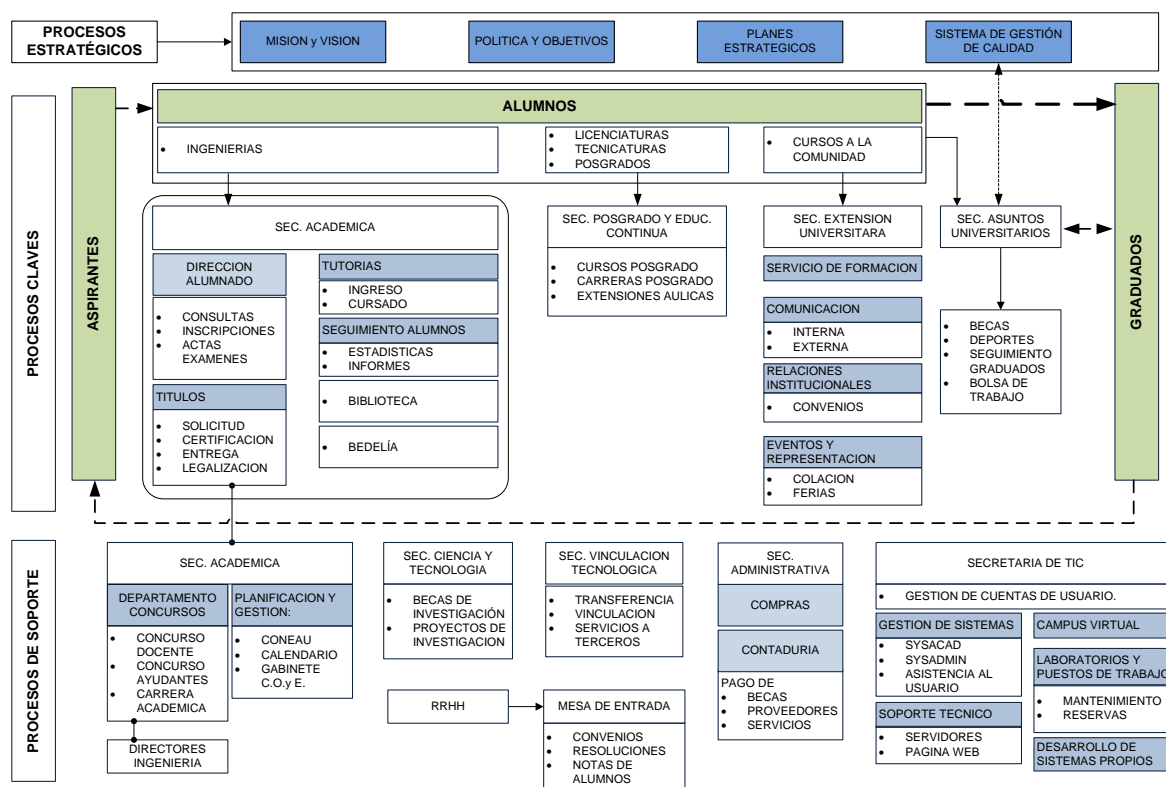 PROCESOS
ESTRATÉGICOS
MISION y VISION
POLITICA Y OBJETIVOS
PLANES
ESTRATEGICOS
SISTEMA DE GESTIÓN
DE CALIDAD
PROCESOS CLAVES
ASPIRANTES
ALUMNOS
INGENIERIAS
LICENCIATURAS
TECNICATURAS
POSGRADOS
CURSOS A LA
COMUNIDAD
GRADUADOS
SEC. ACADEMICA
DIRECCION
ALUMNADO
CONSULTAS
INSCRIPCIONES
ACTAS
EXAMENES
TITULOS
SOLICITUD
CERTIFICACION
ENTREGA
LEGALIZACION
TUTORIAS
INGRESO
CURSADO
SEGUIMIENTO ALUMNOS
ESTADISTICAS
INFORMES
BIBLIOTECA
BEDELÍA
SEC. POSGRADO Y EDUC.
CONTINUA
CURSOS POSGRADO
CARRERAS POSGRADO
EXTENSIONES AULICAS
SEC. EXTENSION
UNIVERSITARA
SERVICIO DE FORMACION
COMUNICACION
INTERNA
EXTERNA
RELACIONES
INSTITUCIONALES
CONVENIOS
EVENTOS Y
REPRESENTACION
COLACION
FERIAS
SEC. ASUNTOS
UNIVERSITARIOS
BECAS
DEPORTES
SEGUIMIENTO
GRADUADOS
BOLSA DE
TRABAJO
PROCESOS DE SOPORTE
SEC. ACADEMICA
DEPARTAMENTO
CONCURSOS
CONCURSO
DOCENTE
CONCURSO
AYUDANTES
CARRERA
ACADEMICA
DIRECTORES
INGENIERIA
PLANIFICACION Y
GESTION:
CONEAU
CALENDARIO
GABINETE
C.O.y E.
SEC. CIENCIA Y
TECNOLOGIA
BECAS DE
INVESTIGACIÓN
PROYECTOS DE
INVESTIGACION
RRHH
SEC. VINCULACION
TECNOLOGICA
TRANSFERENCIA
VINCULACION
SERVICIOS A
TERCEROS
MESA DE ENTRADA
CONVENIOS
RESOLUCIONES
NOTAS DE
ALUMNOS
SEC.
ADMINISTRATIVA
COMPRAS
CONTADURIA
PAGO DE
BECAS
PROVEEDORES
SERVICIOS
SECRETARIA DE TIC
GESTION DE CUENTAS DE USUARIO.
GESTION DE SISTEMAS
SYSACAD
SYSADMIN
ASISTENCIA AL
USUARIO
SOPORTE TECNICO
SERVIDORES
PAGINA WEB
CAMPUS VIRTUAL
LABORATORIOS Y
PUESTOS DE TRABAJO
MANTENIMIENTO
RESERVAS
DESARROLLO DE
SISTEMAS PROPIOS